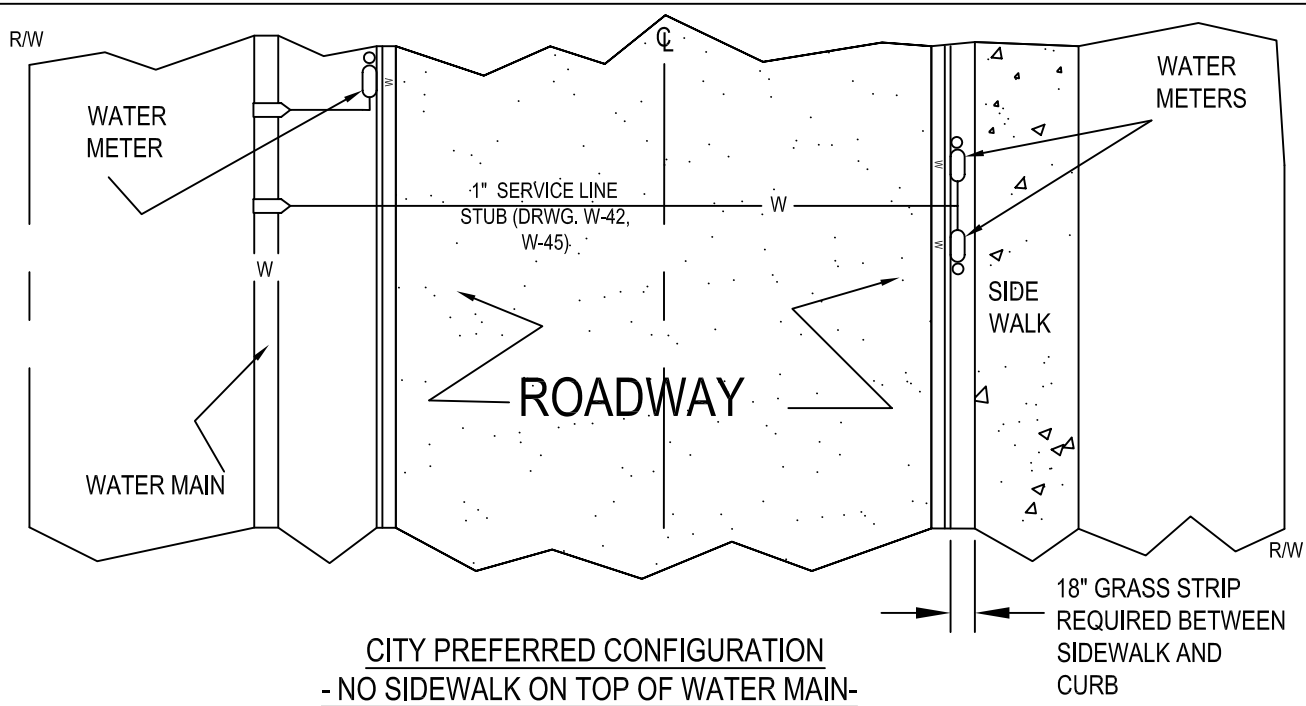 R/W
℄
WATER
METER
WATER
METERS
W
1" SERVICE LINE
STUB (DRWG. W-42,
W-45)
W
W
W
W
SIDE
WALK
ROADWAY
WATER MAIN
R/W
18" GRASS STRIP
REQUIRED BETWEEN
SIDEWALK AND
CURB
CITY PREFERRED CONFIGURATION
- NO SIDEWALK ON TOP OF WATER MAIN-